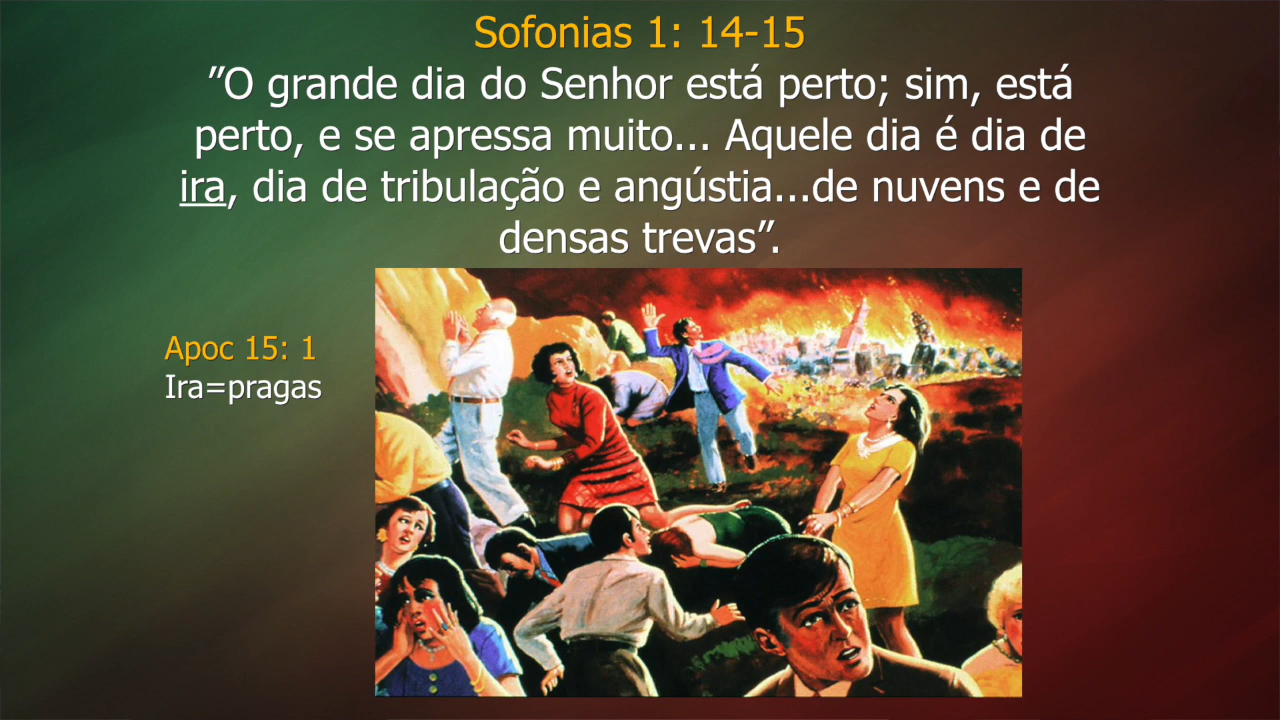 Sofonias 1: 14-15
”O grande dia do Senhor está perto; sim, está
perto, e se apressa muito... Aquele dia é dia de
ira, dia de tribulação e angústia...de nuvens e de
densas trevas”.
Apoc 15: 1
Ira=pragas